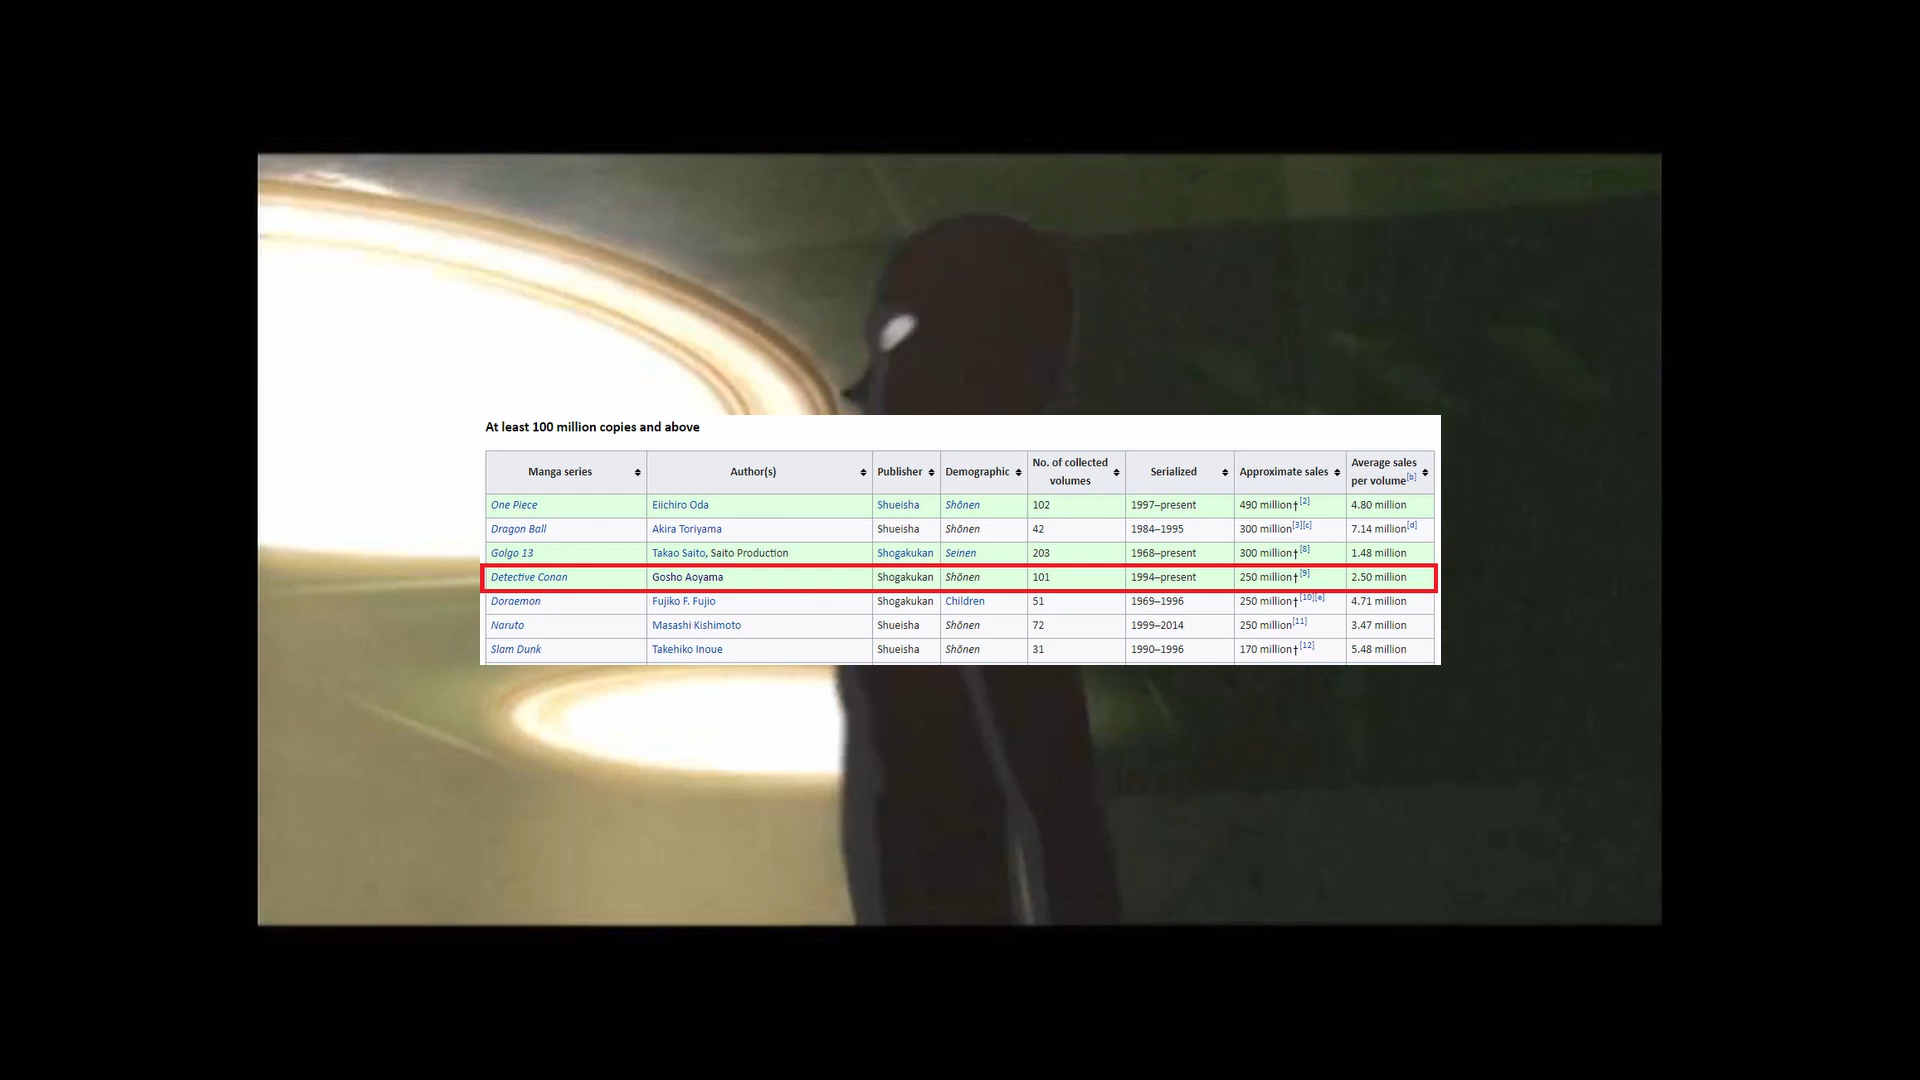 At least 100 million copies and above
Manga series Author(s) Publisher Demographic No. of collected volumes Serialized Approximate sales Average sales per volume[b]
One Piece Eiichiro Oda Shueisha Shōnen 102 1997–present 490 million†[2] 4.80 million
Dragon Ball Akira Toriyama Shueisha Shōnen 42 1984–1995 300 million[3][c] 7.14 million[d]
Golgo 13 Takao Saito, Saito Production Shogakukan Seinen 203 1968–present 300 million†[8] 1.48 million
Detective Conan Gosho Aoyama Shogakukan Shōnen 101 1994–present 250 million†[9] 2.50 million
Doraemon Fujiko F. Fujio Shogakukan Children 51 1969–1996 250 million†[10][e] 4.71 million
Naruto Masashi Kishimoto Shueisha Shōnen 72 1999–2014 250 million[11] 3.47 million
Slam Dunk Takehiko Inoue Shueisha Shōnen 31 1990–1996 170 million†[12] 5.48 million